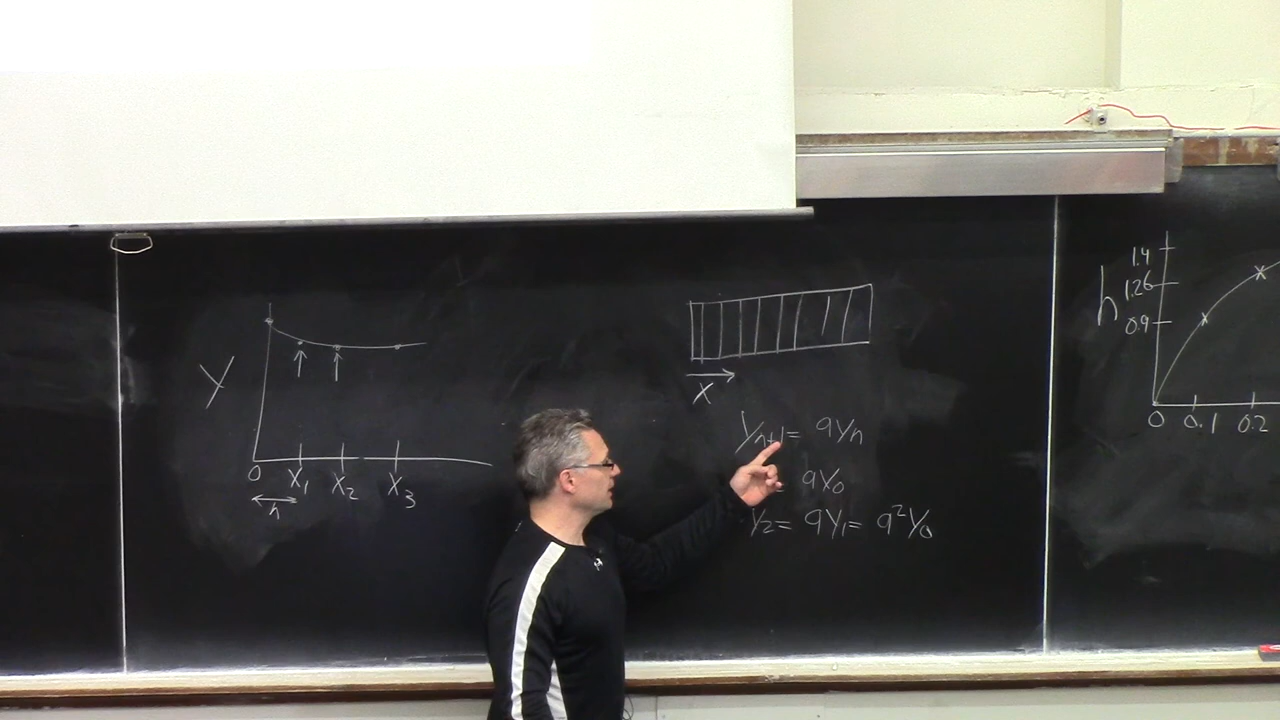 Y
0 X₁ X₂ X₃
h
X
Yₙ₊₁ = aYₙ
= aY₀
Y₂ = aY₁ = a²Y₀
h
1.4
1.26
0.9
0 0.1 0.2